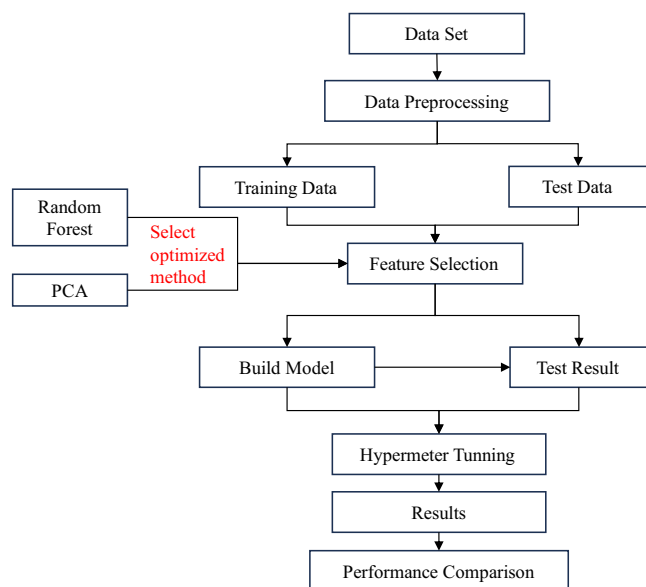 Data Set
Data Preprocessing
Training Data
Test Data
Random
Forest
Select
optimized
method
PCA
Feature Selection
Build Model
Test Result
Hypermeter Tunning
Results
Performance Comparison